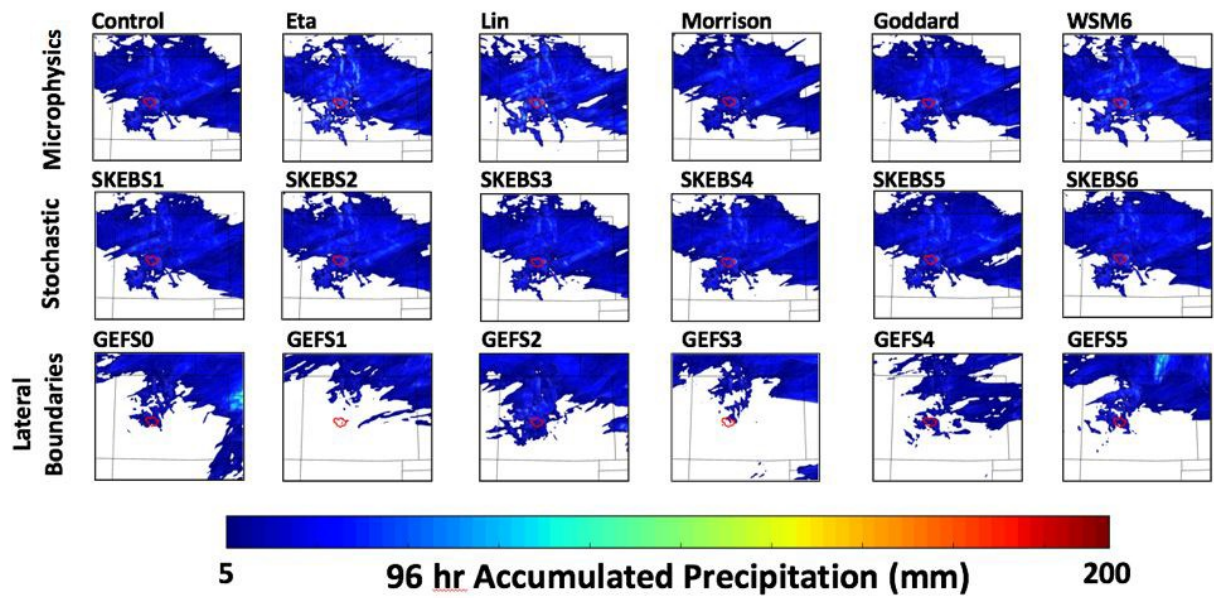 Control Eta Lin Morrison Goddard WSM6
Microphysics
SKEBS1 SKEBS2 SKEBS3 SKEBS4 SKEBS5 SKEBS6
Stochastic
GEFS0 GEFS1 GEFS2 GEFS3 GEFS4 GEFS5
Lateral
Boundaries
5 96 hr Accumulated Precipitation (mm) 200